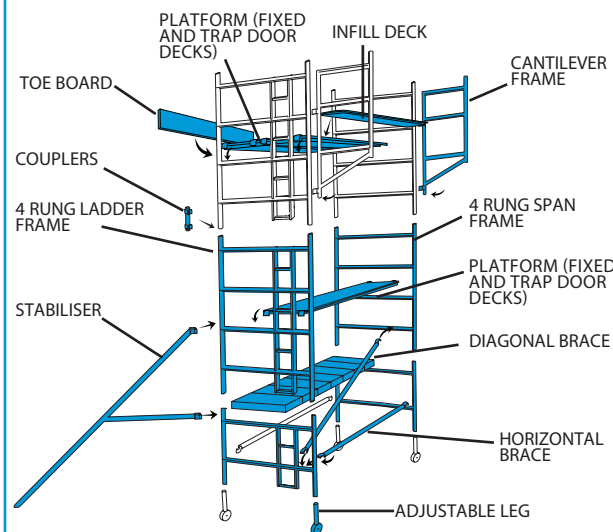 PLATFORM (FIXED
AND TRAP DOOR
DECKS)
INFILL DECK
CANTILEVER
FRAME
TOE BOARD
COUPLERS
4 RUNG LADDER
FRAME
4 RUNG SPAN
FRAME
PLATFORM (FIXED
AND TRAP DOOR
DECKS)
STABILISER
DIAGONAL BRACE
HORIZONTAL
BRACE
ADJUSTABLE LEG